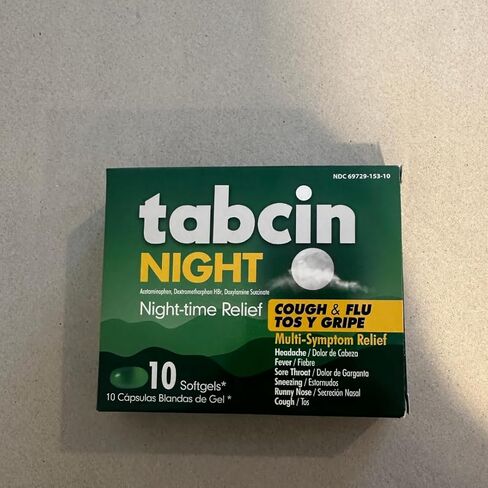 NDC 69729-153-10
tabcin
NIGHT
Acetaminophen, Dextromethorphan HBr, Doxylamine Succinate
Night-time Relief
COUGH & FLU
TOS Y GRIPE
Multi-Symptom Relief
Headache / Dolor de Cabeza
Fever / Fiebre
Sore Throat / Dolor de Garganta
Sneezing / Estornudos
Runny Nose / Secreción Nasal
Cough / Tos
10 Softgels*
10 Cápsulas Blandas de Gel *